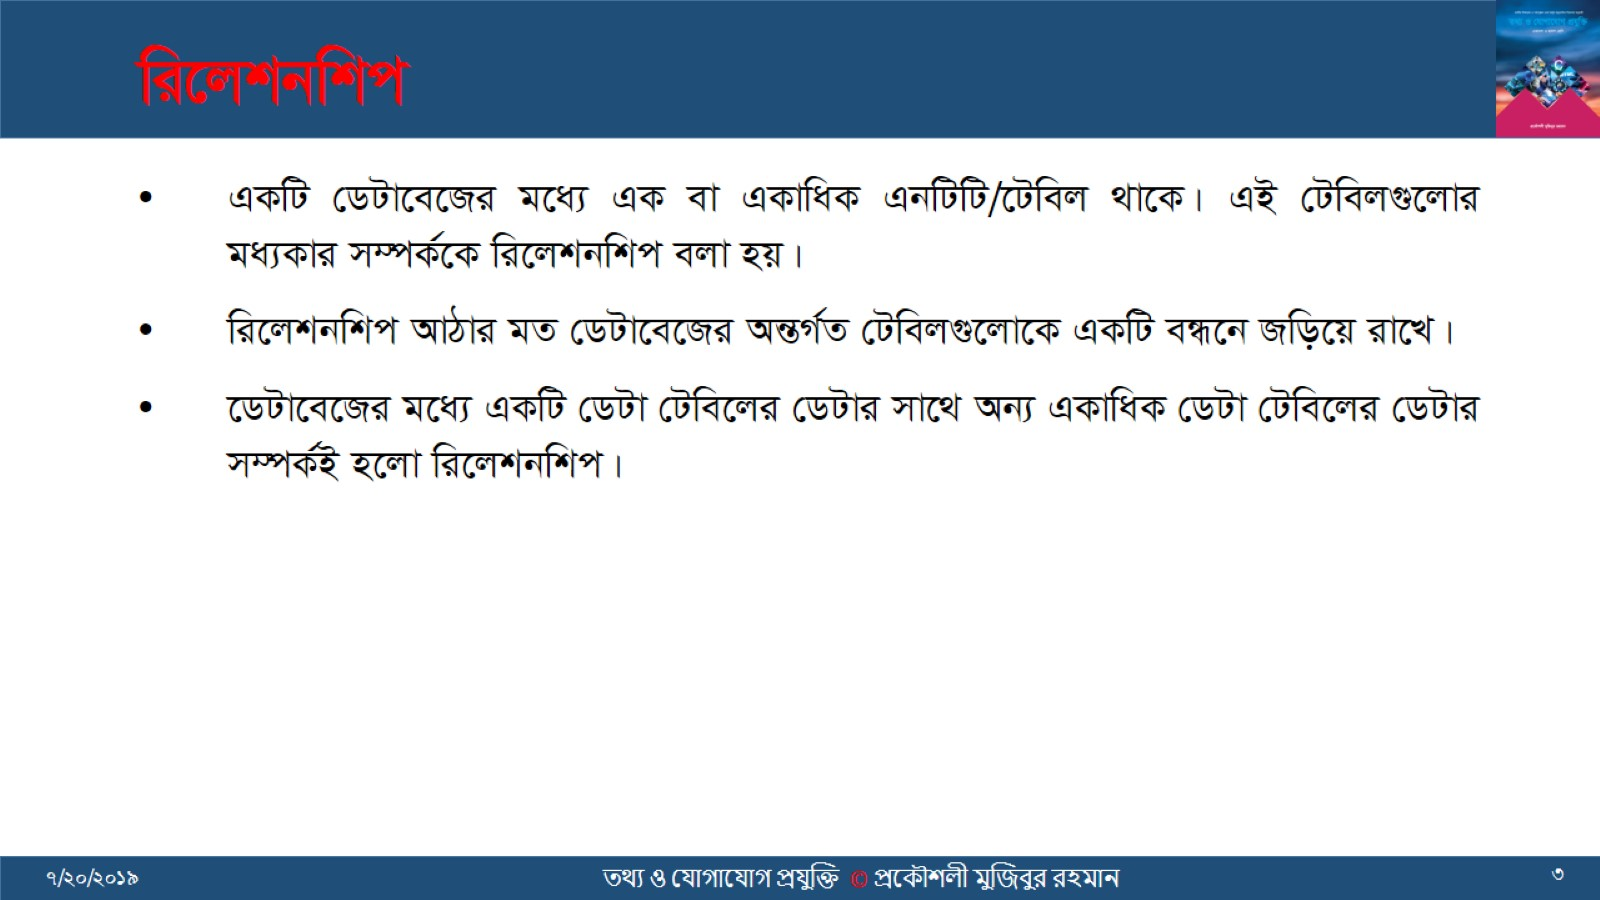 রিলেশনশিপ
তথ্য ও যোগাযোগ প্রযুক্তি
• একটি ডেটাবেজের মধ্যে এক বা একাধিক এনটিটি/টেবিল থাকে। এই টেবিলগুলোর
মধ্যকার সম্পর্ককে রিলেশনশিপ বলা হয়।
• রিলেশনশিপ আঠার মত ডেটাবেজের অন্তর্গত টেবিলগুলোকে একটি বন্ধনে জড়িয়ে রাখে।
• ডেটাবেজের মধ্যে একটি ডেটা টেবিলের ডেটার সাথে অন্য একাধিক ডেটা টেবিলের ডেটার
সম্পর্কই হলো রিলেশনশিপ।
৭/২০/২০১৯ তথ্য ও যোগাযোগ প্রযুক্তি © প্রকৌশলী মুজিবুর রহমান ৩